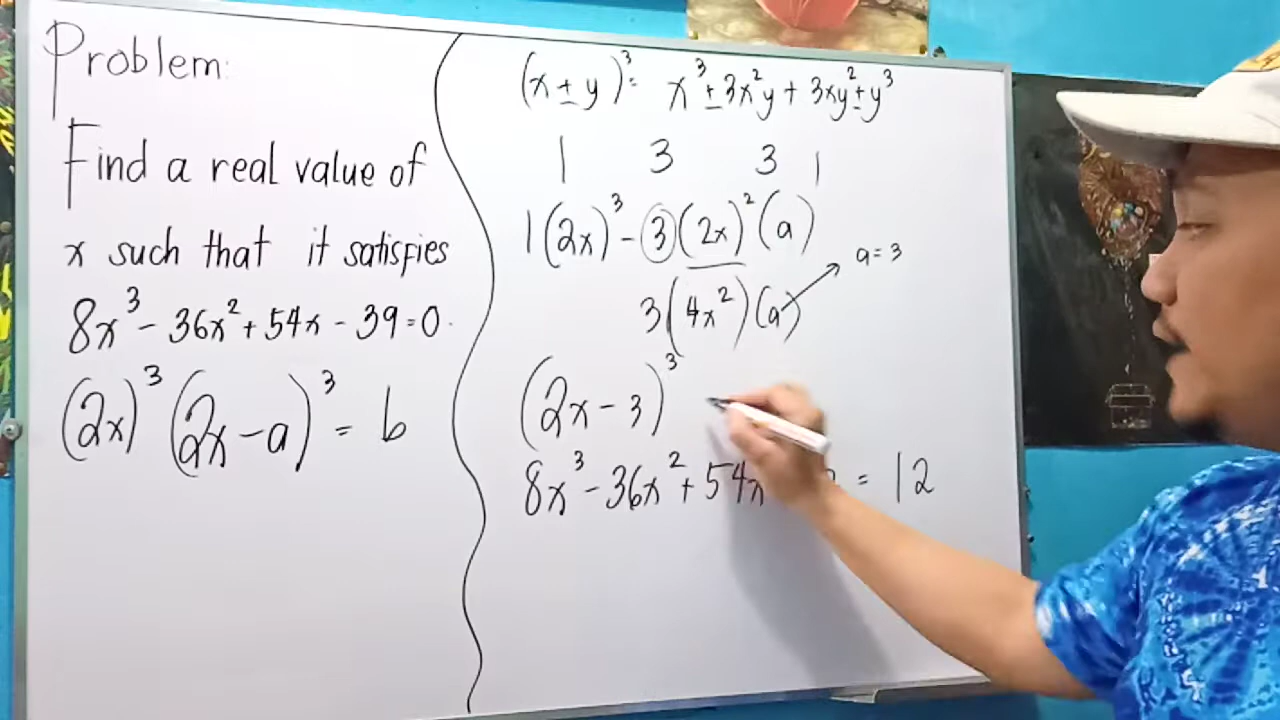 Problem:
Find a real value of
x such that it satisfies
8x³ - 36x² + 54x - 39 = 0.
(2x)³ (2x - a)³ = b
(x ± y)³ = x³ ± 3x²y + 3xy² ± y³
1 3 3 1
1(2x)³ - 3(2x)²(a)
3(4x²)(a) a = 3
(2x - 3)³
8x³ - 36x² + 54x = 12